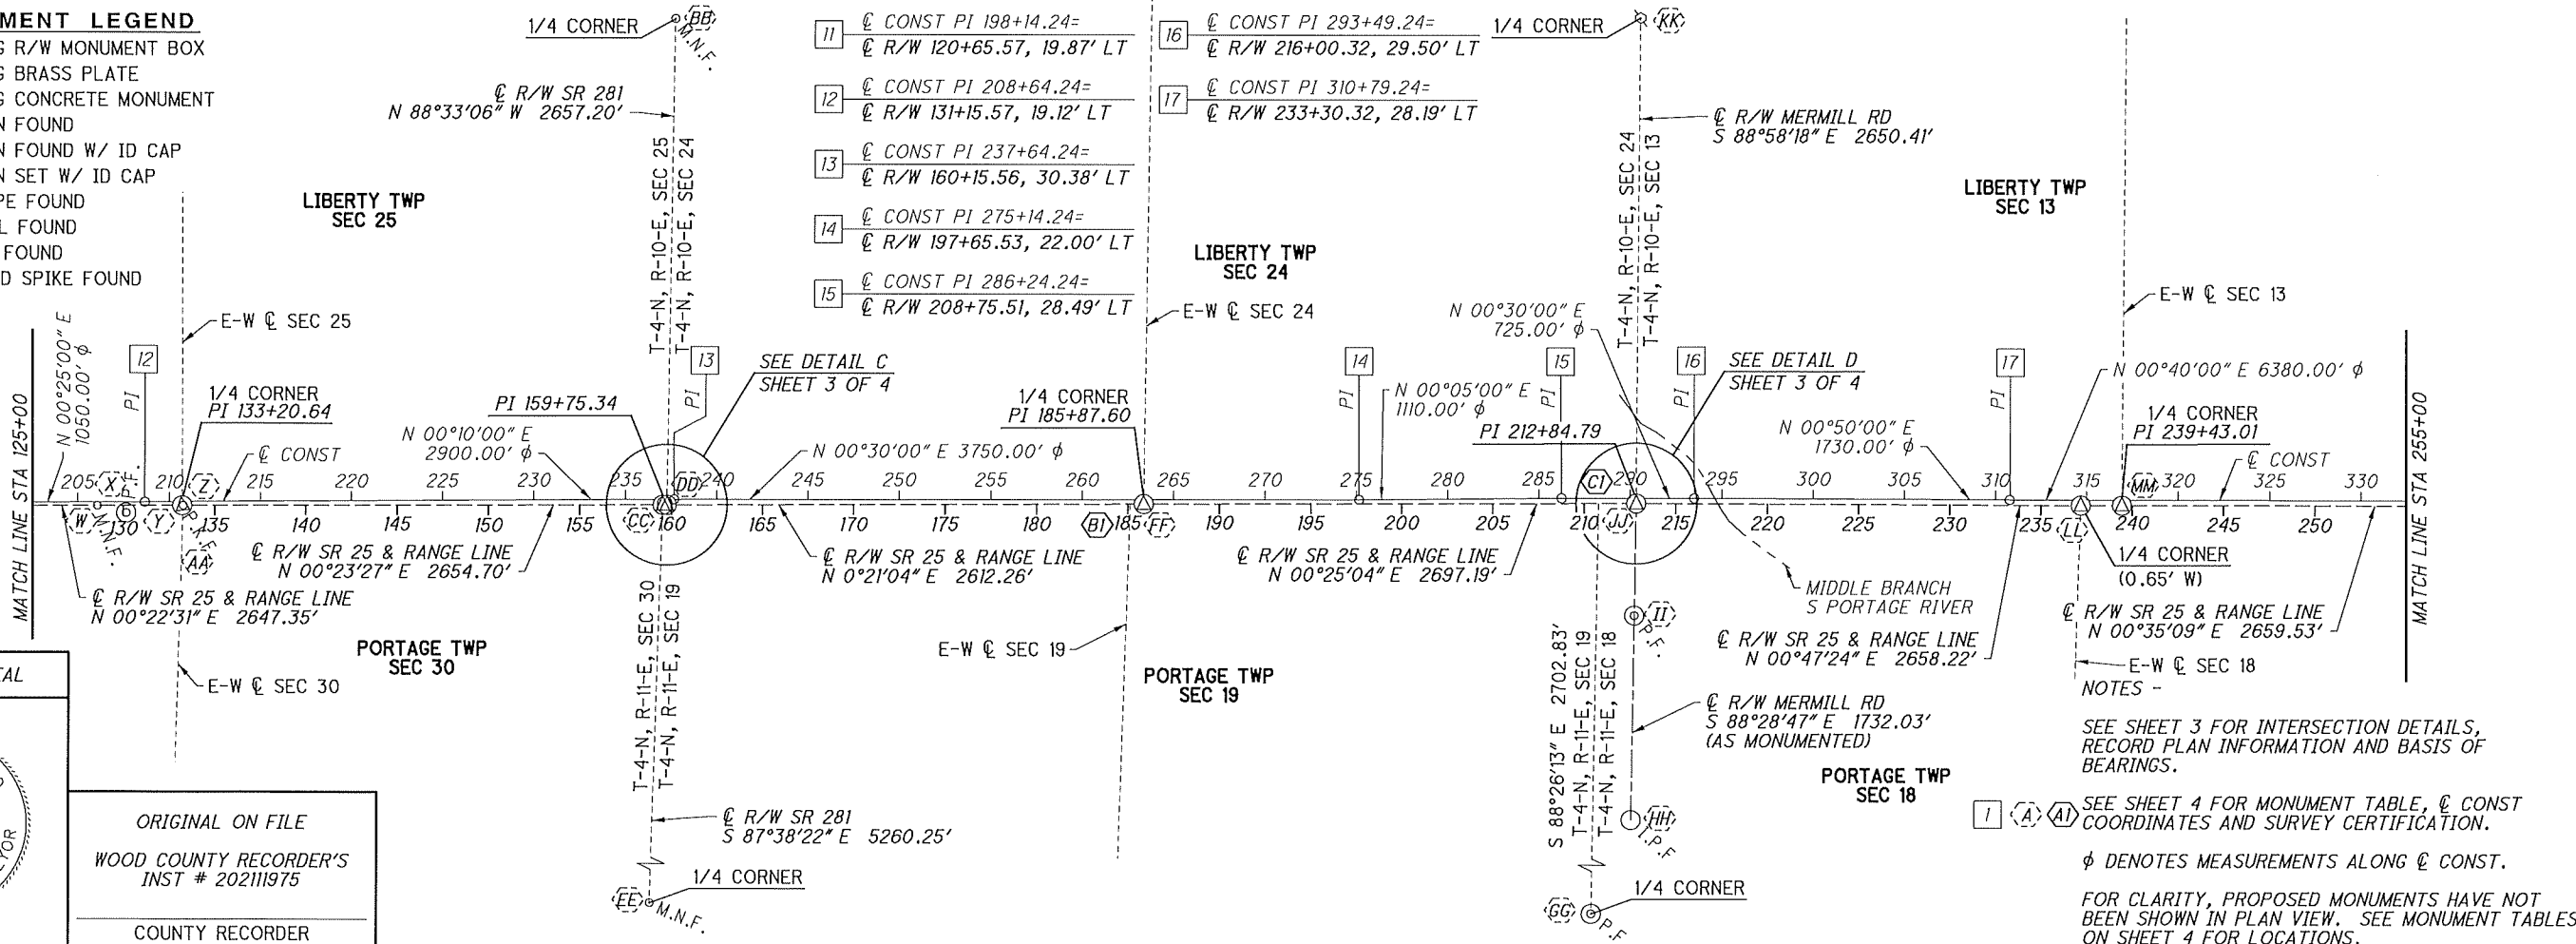 MENT LEGEND
G R/W MONUMENT BOX
G BRASS PLATE
G CONCRETE MONUMENT
N FOUND
N FOUND W/ ID CAP
N SET W/ ID CAP
PE FOUND
L FOUND
FOUND
D SPIKE FOUND
1/4 CORNER
BB
M.N.F.
℄ R/W SR 281
N 88°33'06" W 2657.20'
11
℄ CONST PI 198+14.24=
℄ R/W 120+65.57, 19.87' LT
12
℄ CONST PI 208+64.24=
℄ R/W 131+15.57, 19.12' LT
13
℄ CONST PI 237+64.24=
℄ R/W 160+15.56, 30.38' LT
14
℄ CONST PI 275+14.24=
℄ R/W 197+65.53, 22.00' LT
15
℄ CONST PI 286+24.24=
℄ R/W 208+75.51, 28.49' LT
16
℄ CONST PI 293+49.24=
℄ R/W 216+00.32, 29.50' LT
17
℄ CONST PI 310+79.24=
℄ R/W 233+30.32, 28.19' LT
1/4 CORNER
KK
℄ R/W MERMILL RD
S 88°58'18" E 2650.41'
T-4-N, R-10-E, SEC 25
T-4-N, R-10-E, SEC 24
T-4-N, R-10-E, SEC 24
T-4-N, R-10-E, SEC 13
LIBERTY TWP
SEC 25
LIBERTY TWP
SEC 24
LIBERTY TWP
SEC 13
E-W ℄ SEC 25
E-W ℄ SEC 24
E-W ℄ SEC 13
MATCH LINE STA 125+00
N 00°25'00" E
1050.00' ϕ
PI
12
1/4 CORNER
PI 133+20.64
℄ CONST
N 00°10'00" E
2900.00' ϕ
PI 159+75.34
13
PI
SEE DETAIL C
SHEET 3 OF 4
N 00°30'00" E 3750.00' ϕ
1/4 CORNER
PI 185+87.60
14
PI
N 00°05'00" E
1110.00' ϕ
15
PI
N 00°30'00" E
725.00' ϕ
PI 212+84.79
16
PI
SEE DETAIL D
SHEET 3 OF 4
N 00°50'00" E
1730.00' ϕ
17
PI
N 00°40'00" E 6380.00' ϕ
1/4 CORNER
PI 239+43.01
℄ CONST
MATCH LINE STA 255+00
205 210 215 220 225 230 235 240 245 250 255 260 265 270 275 280 285 290 295 300 305 310 315 320 325 330
W
X
M.N.F.
P.F.
Y
Z
P.K.F.
AA
CC
DD
B1
FF
C1
JJ
LL
MM
130 135 140 145 150 155 160 165 170 175 180 185 190 195 200 205 210 215 220 225 230 235 240 245 250
℄ R/W SR 25 & RANGE LINE
N 00°22'31" E 2647.35'
℄ R/W SR 25 & RANGE LINE
N 00°23'27" E 2654.70'
℄ R/W SR 25 & RANGE LINE
N 0°21'04" E 2612.26'
℄ R/W SR 25 & RANGE LINE
N 00°25'04" E 2697.19'
℄ R/W SR 25 & RANGE LINE
N 00°47'24" E 2658.22'
1/4 CORNER
(0.65' W)
℄ R/W SR 25 & RANGE LINE
N 00°35'09" E 2659.53'
MIDDLE BRANCH
S PORTAGE RIVER
PORTAGE TWP
SEC 30
E-W ℄ SEC 30
T-4-N, R-11-E, SEC 30
T-4-N, R-11-E, SEC 19
℄ R/W SR 281
S 87°38'22" E 5260.25'
EE
M.N.F.
1/4 CORNER
E-W ℄ SEC 19
PORTAGE TWP
SEC 19
S 88°26'13" E 2702.83'
T-4-N, R-11-E, SEC 19
T-4-N, R-11-E, SEC 18
II
P.F.
℄ R/W MERMILL RD
S 88°28'47" E 1732.03'
(AS MONUMENTED)
HH
I.P.F
GG
P.F
1/4 CORNER
PORTAGE TWP
SEC 18
E-W ℄ SEC 18
YOR
ORIGINAL ON FILE
WOOD COUNTY RECORDER'S
INST # 202111975
COUNTY RECORDER
NOTES -
SEE SHEET 3 FOR INTERSECTION DETAILS,
RECORD PLAN INFORMATION AND BASIS OF
BEARINGS.
1 A A1 SEE SHEET 4 FOR MONUMENT TABLE, ℄ CONST
COORDINATES AND SURVEY CERTIFICATION.
ϕ DENOTES MEASUREMENTS ALONG ℄ CONST.
FOR CLARITY, PROPOSED MONUMENTS HAVE NOT
BEEN SHOWN IN PLAN VIEW. SEE MONUMENT TABLES
ON SHEET 4 FOR LOCATIONS.